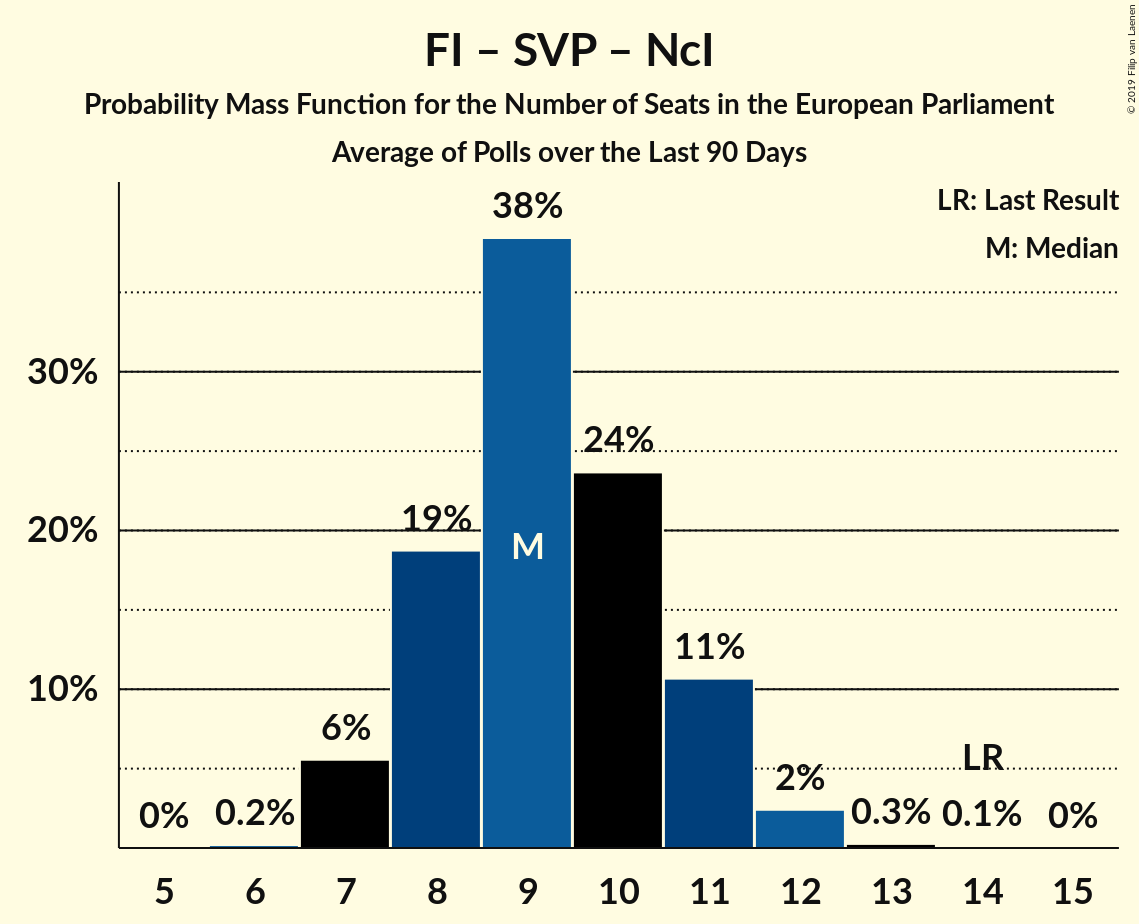 FI – SVP – NcI
Probability Mass Function for the Number of Seats in the European Parliament
Average of Polls over the Last 90 Days
© 2019 Filip van Laenen
LR: Last Result
M: Median
38%
30%
24%
20%
19%
M
11%
10%
6%
LR
2%
0% 0.2% 0.3% 0.1% 0%
5 6 7 8 9 10 11 12 13 14 15